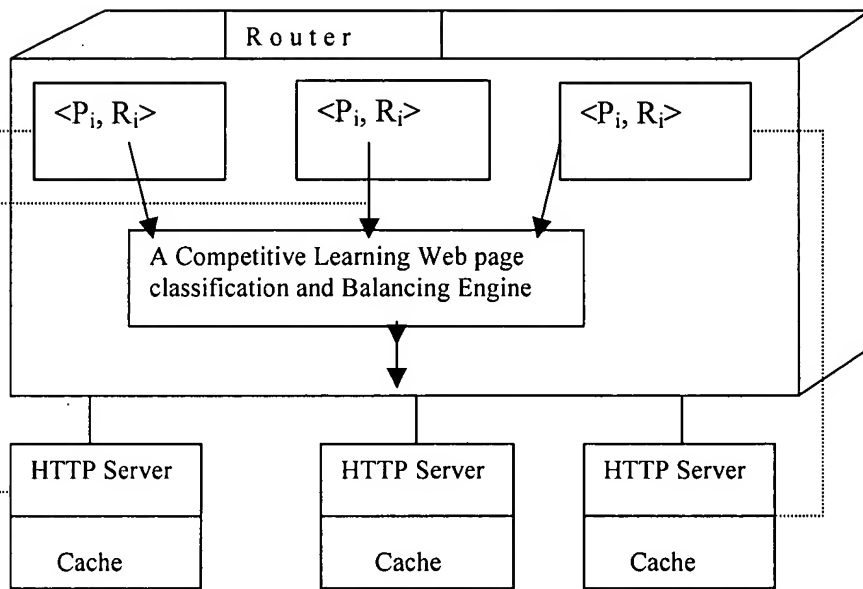 Router
<Pi, Ri>
<Pi, Ri>
<Pi, Ri>
A Competitive Learning Web page
classification and Balancing Engine
HTTP Server
HTTP Server
HTTP Server
Cache
Cache
Cache